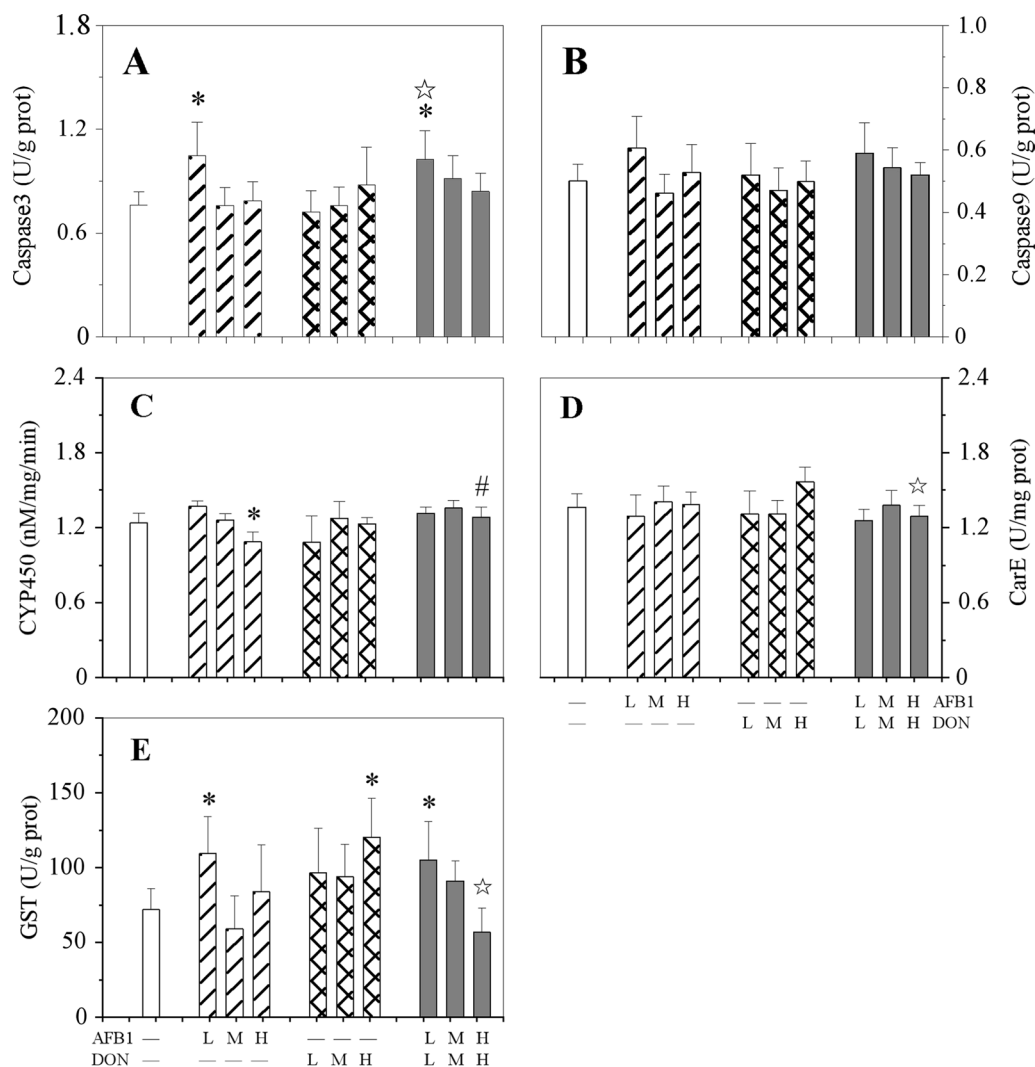 A
Caspase3 (U/g prot)
1.8
1.2
0.6
0
*
☆
*
B
Caspase9 (U/g prot)
1.0
0.8
0.6
0.4
0.2
0
C
CYP450 (nM/mg/min)
2.4
1.8
1.2
0.6
0
*
#
D
CarE (U/mg prot)
2.4
1.8
1.2
0.6
0
☆
— L M H — — — L M H AFB1
— — — — L M H L M H DON
E
GST (U/g prot)
200
150
100
50
0
*
*
*
☆
AFB1 — L M H — — — L M H
DON — — — — L M H L M H